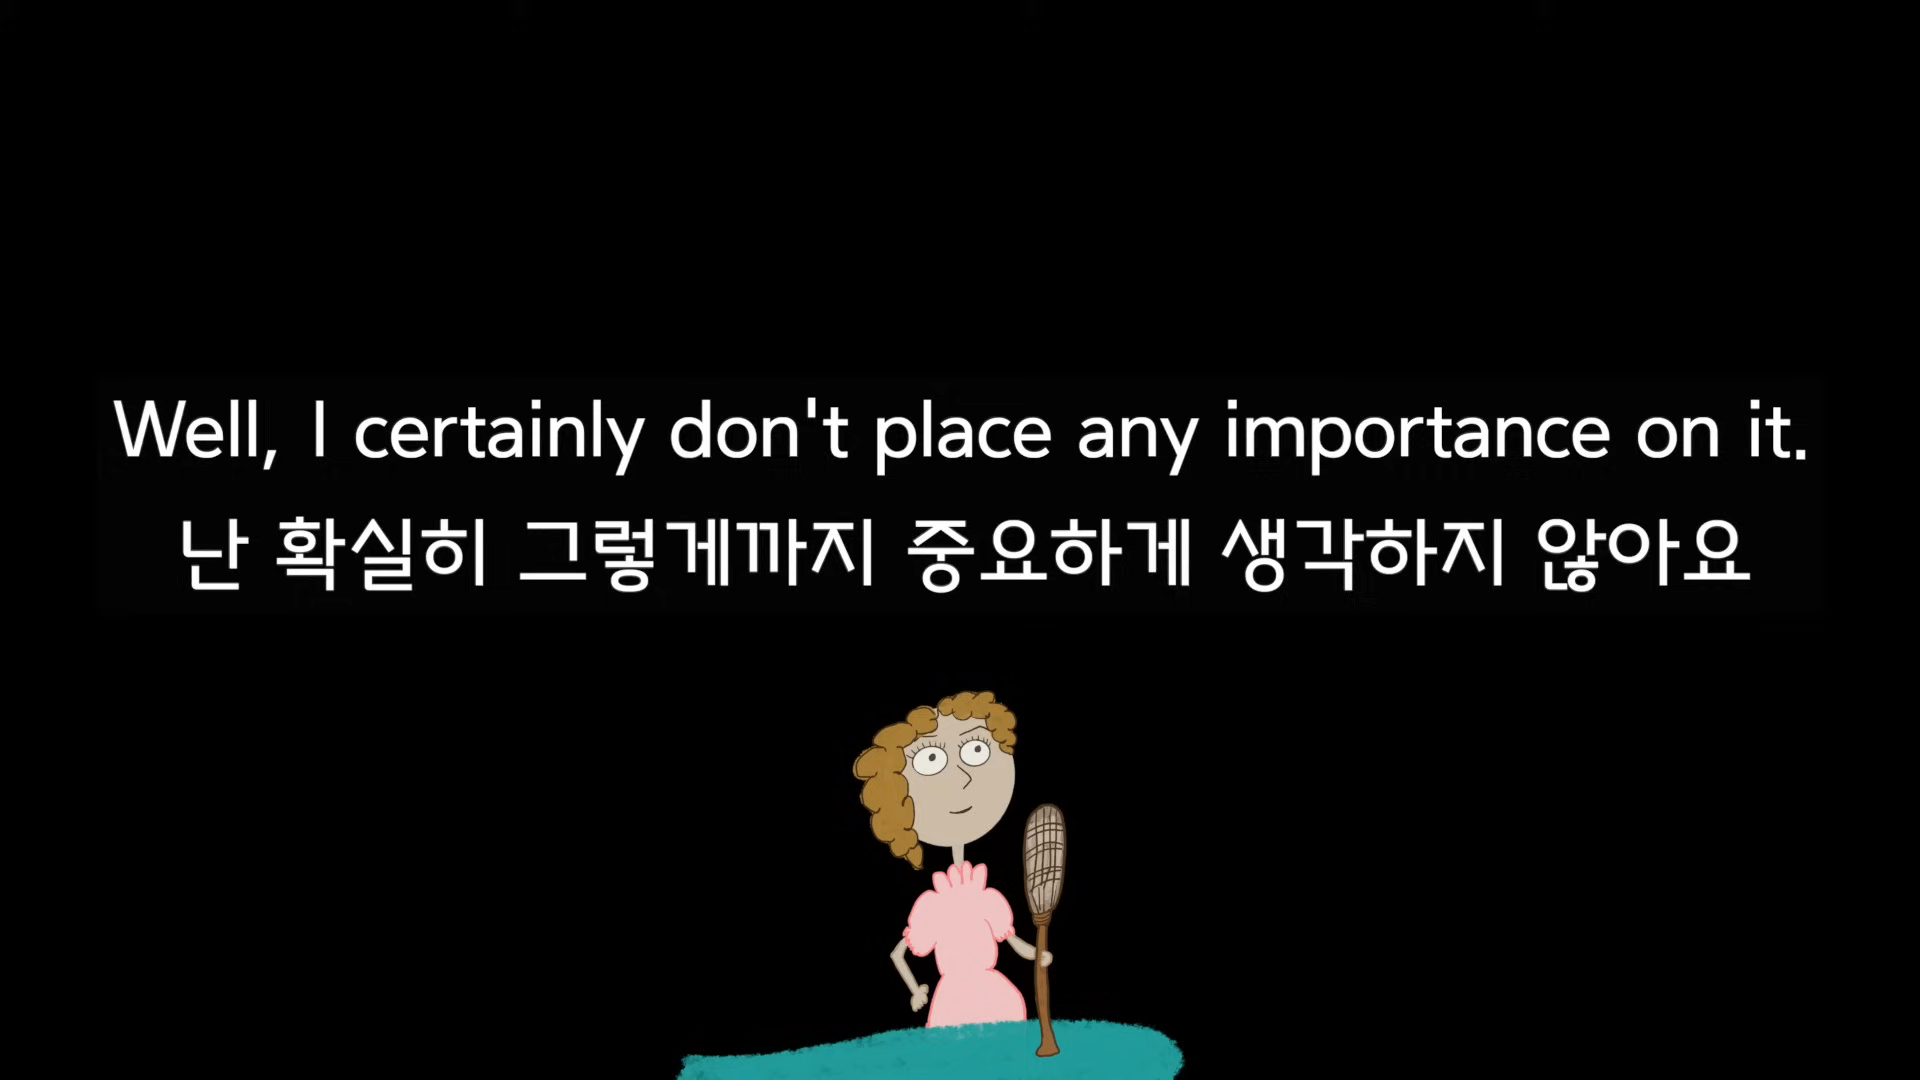 Well, I certainly don't place any importance on it.
난 확실히 그렇게까지 중요하게 생각하지 않아요